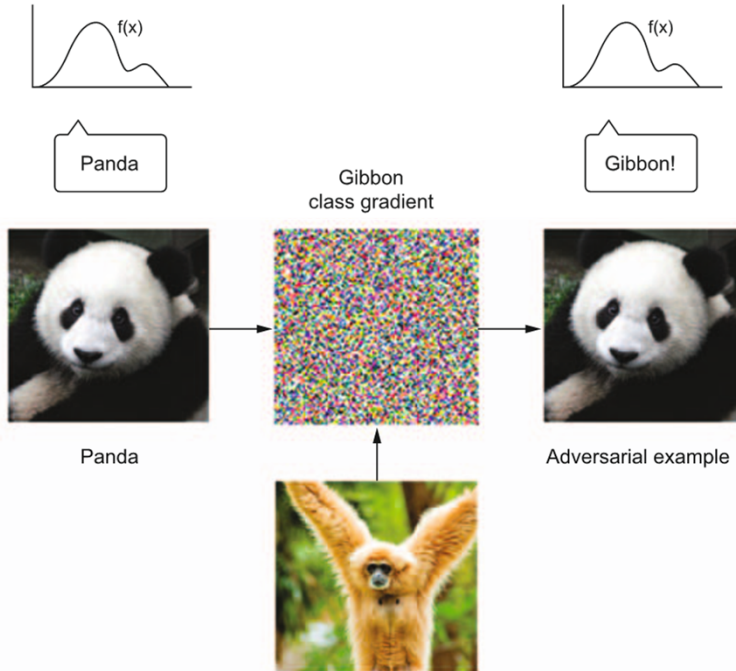 f(x)
f(x)
Panda
Gibbon!
Gibbon
class gradient
Panda
Adversarial example